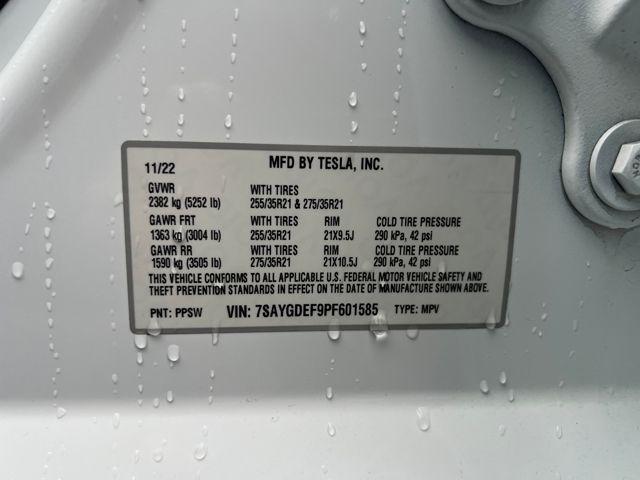 11/22 MFD BY TESLA, INC.
GVWR WITH TIRES
2382 kg (5252 lb) 255/35R21 & 275/35R21
GAWR FRT WITH TIRES RIM COLD TIRE PRESSURE
1363 kg (3004 lb) 255/35R21 21X9.5J 290 kPa, 42 psi
GAWR RR WITH TIRES RIM COLD TIRE PRESSURE
1590 kg (3505 lb) 275/35R21 21X10.5J 290 kPa, 42 psi
THIS VEHICLE CONFORMS TO ALL APPLICABLE U.S. FEDERAL MOTOR VEHICLE SAFETY AND
THEFT PREVENTION STANDARDS IN EFFECT ON THE DATE OF MANUFACTURE SHOWN ABOVE.
PNT: PPSW VIN: 7SAYGDEF9PF601585 TYPE: MPV